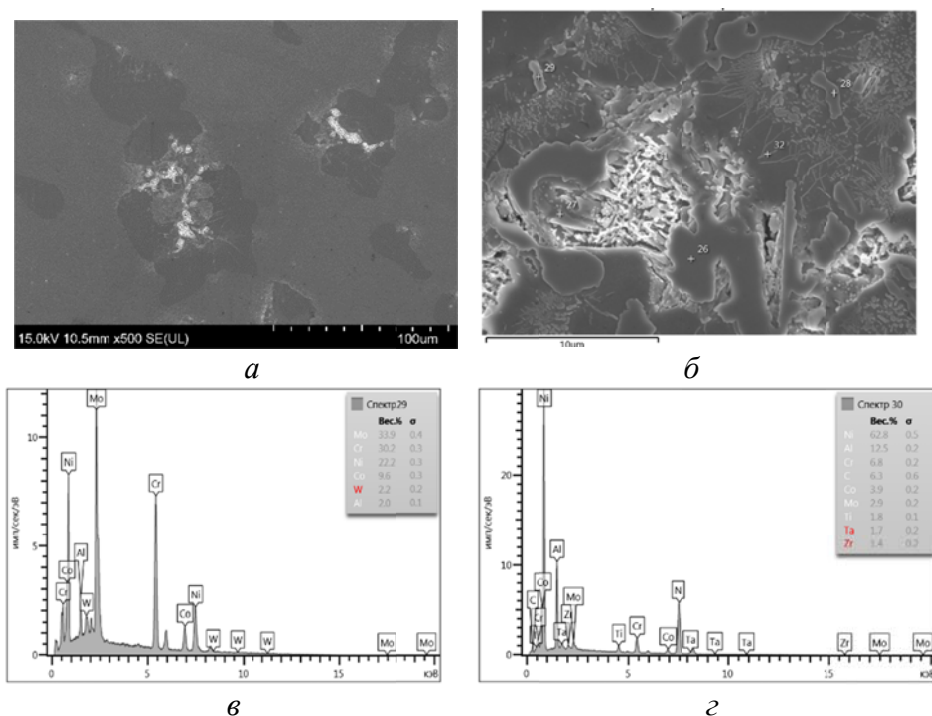 15.0kV 10.5mm x500 SE(UL)
100um
а
29
28
32
27
26
10um
б
Спектр29
Вес.% σ
Mo 33.9 0.4
Cr 30.2 0.3
Ni 22.2 0.3
Co 9.6 0.3
W 2.2 0.2
Al 2.0 0.1
Mo
Ni
Cr
Al
Co
Cr
W
Ni
Co
W
W
W
Mo
Mo
имп/сек/эВ
10
5
0
0
5
10
15
кэВ
в
Спектр 30
Вес.% σ
Ni 62.8 0.5
Al 12.5 0.2
Cr 6.8 0.2
C 6.3 0.6
Co 3.9 0.2
Mo 2.9 0.2
Ti 1.8 0.1
Ta 1.7 0.2
Zr 1.4 0.2
Ni
Al
Co
C
Cr
Mo
Zr
Ta
Ti
Cr
Co
N
Ta
Ta
Ta
Zr
Mo
Mo
имп/сек/эВ
20
10
0
0
5
10
15
кэВ
г